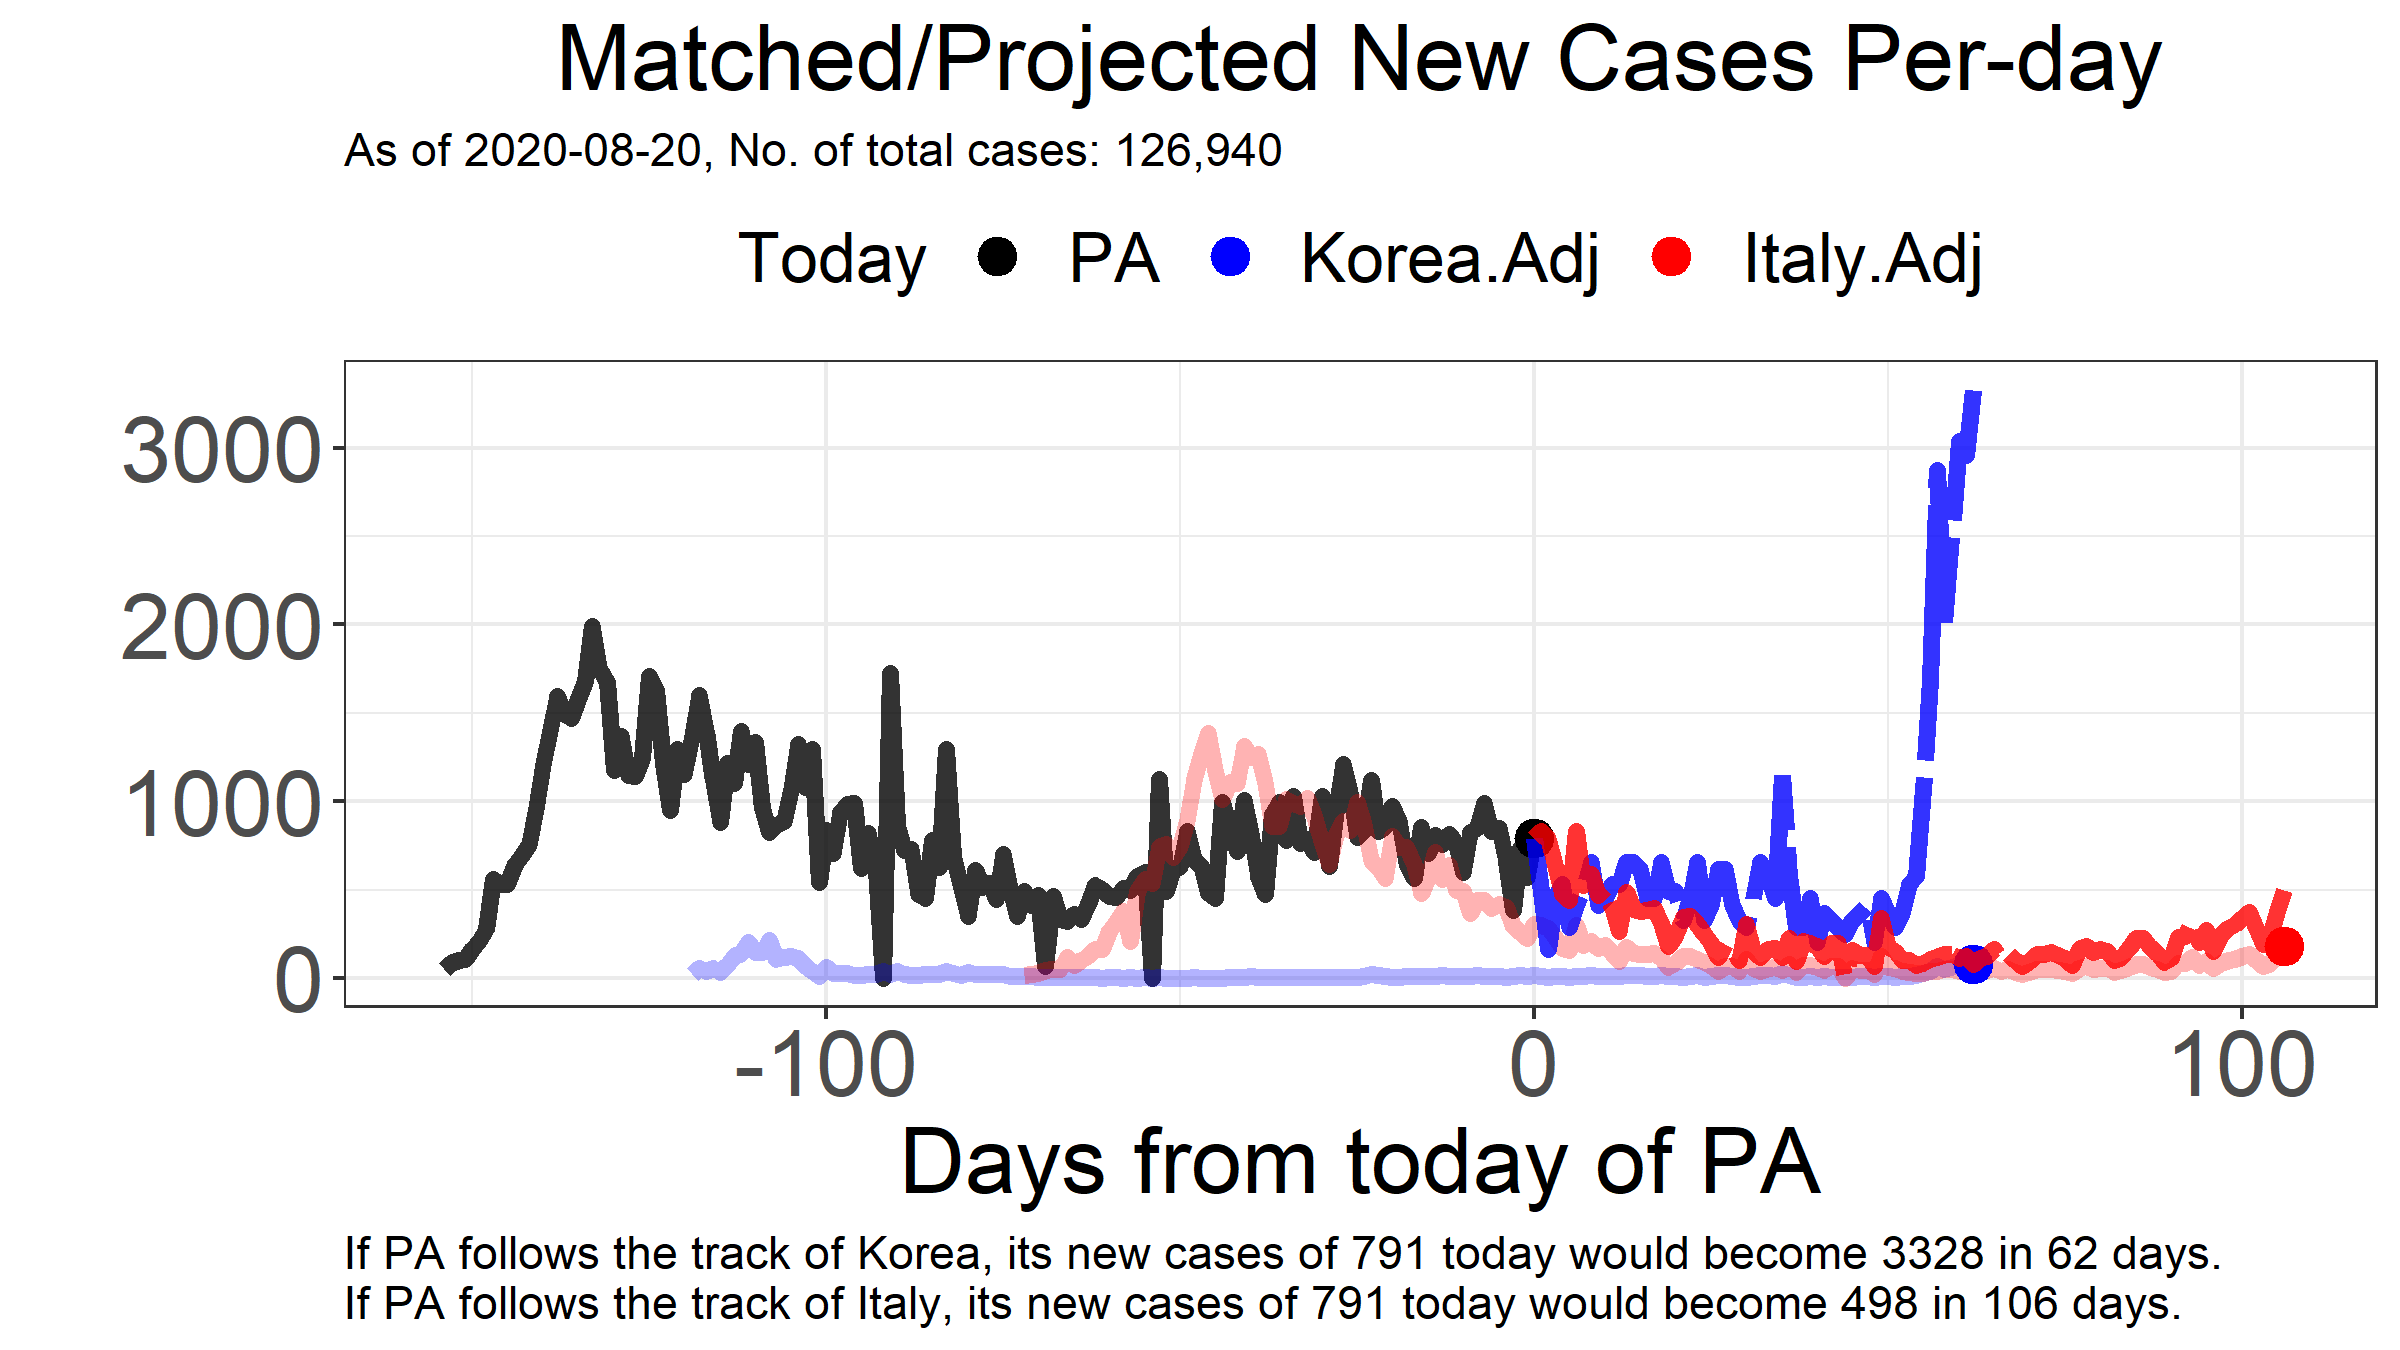 Matched/Projected New Cases Per-day
As of 2020-08-20, No. of total cases: 126,940
Today PA Korea.Adj Italy.Adj
3000
2000
1000
0
-100 0 100
Days from today of PA
If PA follows the track of Korea, its new cases of 791 today would become 3328 in 62 days.
If PA follows the track of Italy, its new cases of 791 today would become 498 in 106 days.